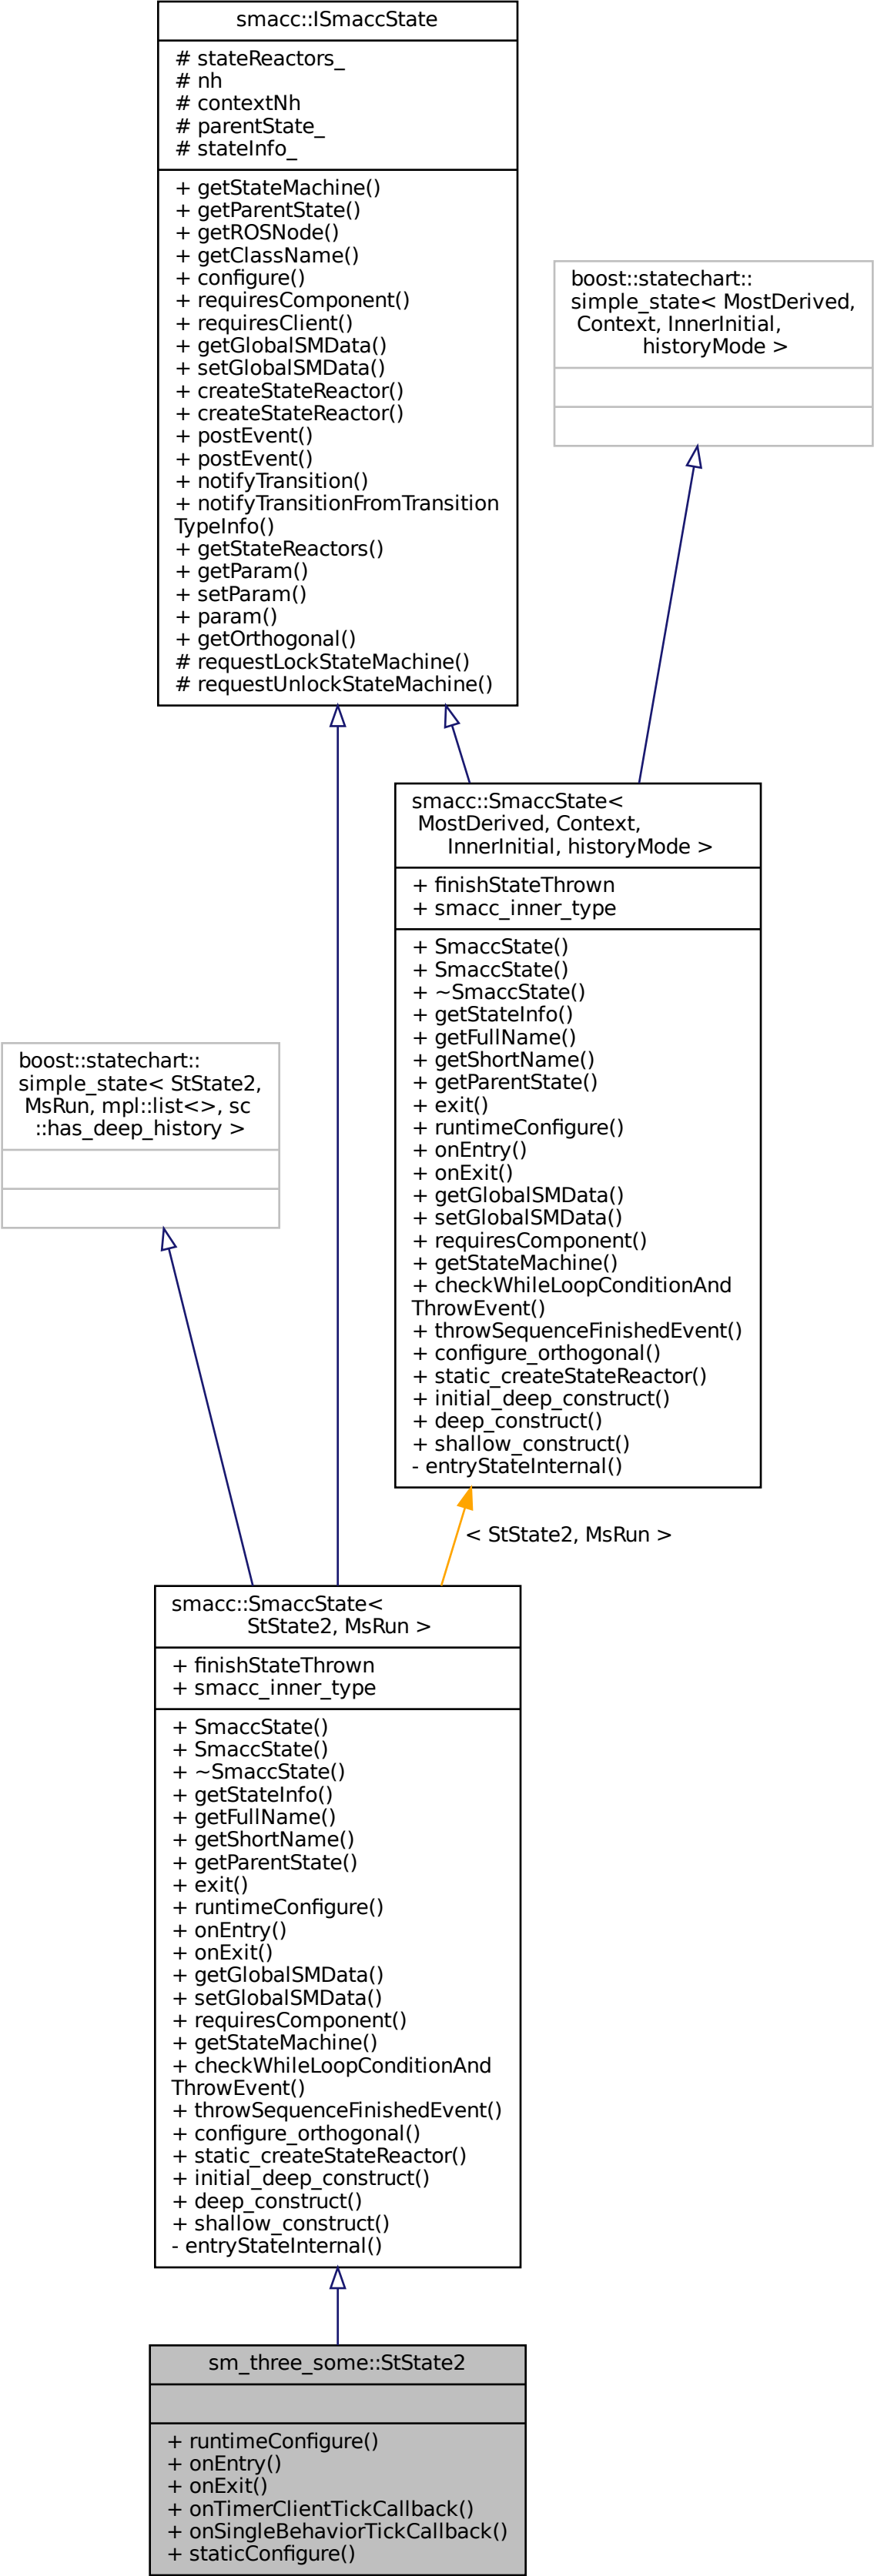 smacc::ISmaccState
# stateReactors_
# nh
# contextNh
# parentState_
# stateInfo_
+ getStateMachine()
+ getParentState()
+ getROSNode()
+ getClassName()
+ configure()
+ requiresComponent()
+ requiresClient()
+ getGlobalSMData()
+ setGlobalSMData()
+ createStateReactor()
+ createStateReactor()
+ postEvent()
+ postEvent()
+ notifyTransition()
+ notifyTransitionFromTransition
TypeInfo()
+ getStateReactors()
+ getParam()
+ setParam()
+ param()
+ getOrthogonal()
# requestLockStateMachine()
# requestUnlockStateMachine()
boost::statechart::
simple_state< MostDerived,
Context, InnerInitial,
historyMode >
smacc::SmaccState<
MostDerived, Context,
InnerInitial, historyMode >
+ finishStateThrown
+ smacc_inner_type
+ SmaccState()
+ SmaccState()
+ ~SmaccState()
+ getStateInfo()
+ getFullName()
+ getShortName()
+ getParentState()
+ exit()
+ runtimeConfigure()
+ onEntry()
+ onExit()
+ getGlobalSMData()
+ setGlobalSMData()
+ requiresComponent()
+ getStateMachine()
+ checkWhileLoopConditionAnd
ThrowEvent()
+ throwSequenceFinishedEvent()
+ configure_orthogonal()
+ static_createStateReactor()
+ initial_deep_construct()
+ deep_construct()
+ shallow_construct()
- entryStateInternal()
boost::statechart::
simple_state< StState2,
MsRun, mpl::list<>, sc
::has_deep_history >
< StState2, MsRun >
smacc::SmaccState<
StState2, MsRun >
+ finishStateThrown
+ smacc_inner_type
+ SmaccState()
+ SmaccState()
+ ~SmaccState()
+ getStateInfo()
+ getFullName()
+ getShortName()
+ getParentState()
+ exit()
+ runtimeConfigure()
+ onEntry()
+ onExit()
+ getGlobalSMData()
+ setGlobalSMData()
+ requiresComponent()
+ getStateMachine()
+ checkWhileLoopConditionAnd
ThrowEvent()
+ throwSequenceFinishedEvent()
+ configure_orthogonal()
+ static_createStateReactor()
+ initial_deep_construct()
+ deep_construct()
+ shallow_construct()
- entryStateInternal()
sm_three_some::StState2
+ runtimeConfigure()
+ onEntry()
+ onExit()
+ onTimerClientTickCallback()
+ onSingleBehaviorTickCallback()
+ staticConfigure()